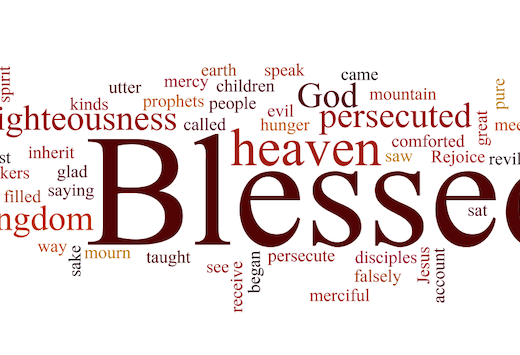 spirit
earth
speak
came
utter
mercy
children
God
mountain
pure
kinds
prophets
people
evil
ighteousness
called
hunger
persecuted
great
mee
st
inherit
heaven
comforted
kers
glad
saw
Rejoice
revil
filled
saying
Blessed
ngdom
sat
way
sake
mourn
taught
see
receive
began
persecute
disciples
falsely
Jesus
account
merciful